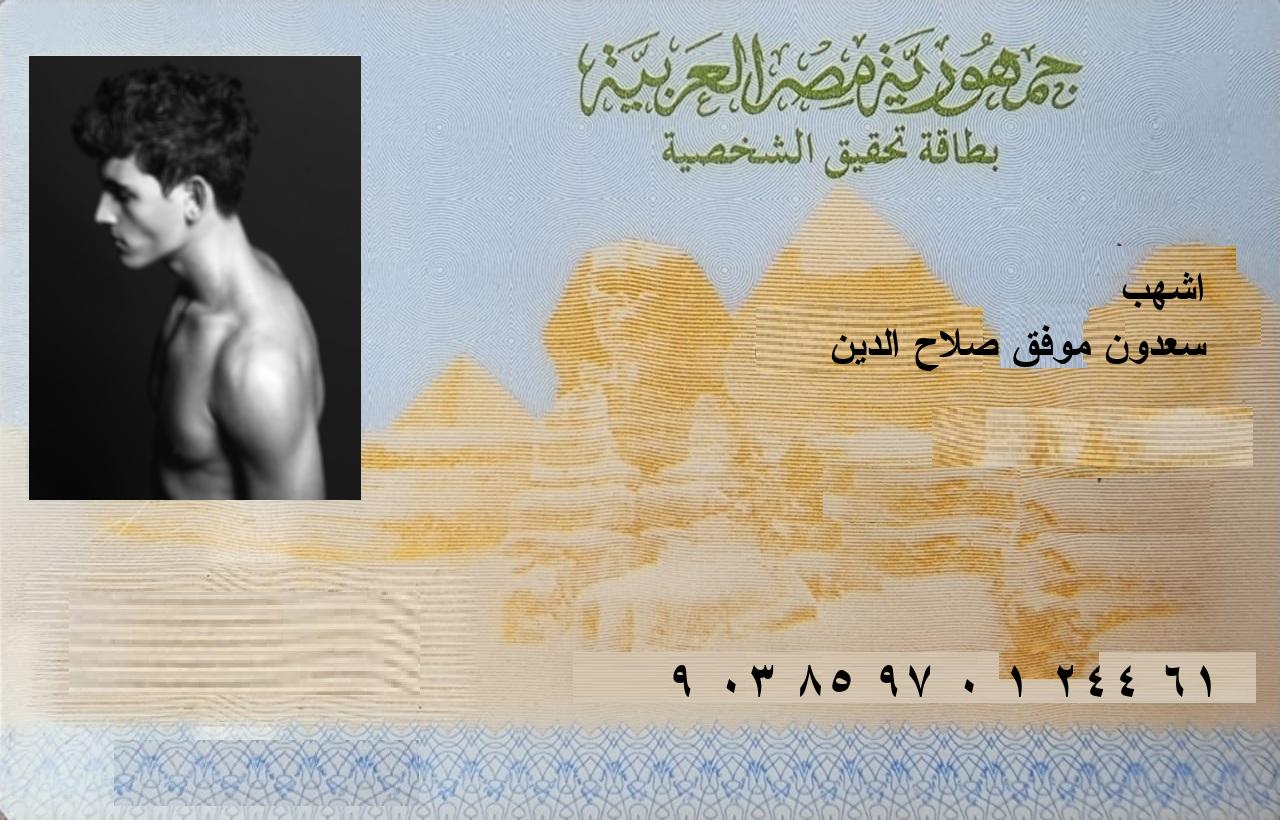 جمهورية مصر العربية
بطاقة تحقيق الشخصية
اشهب
سعدون موفق صلاح الدين
٩ ٠٣ ٨٥ ٩٧ ٠ ١ ٢٤٤ ٦١